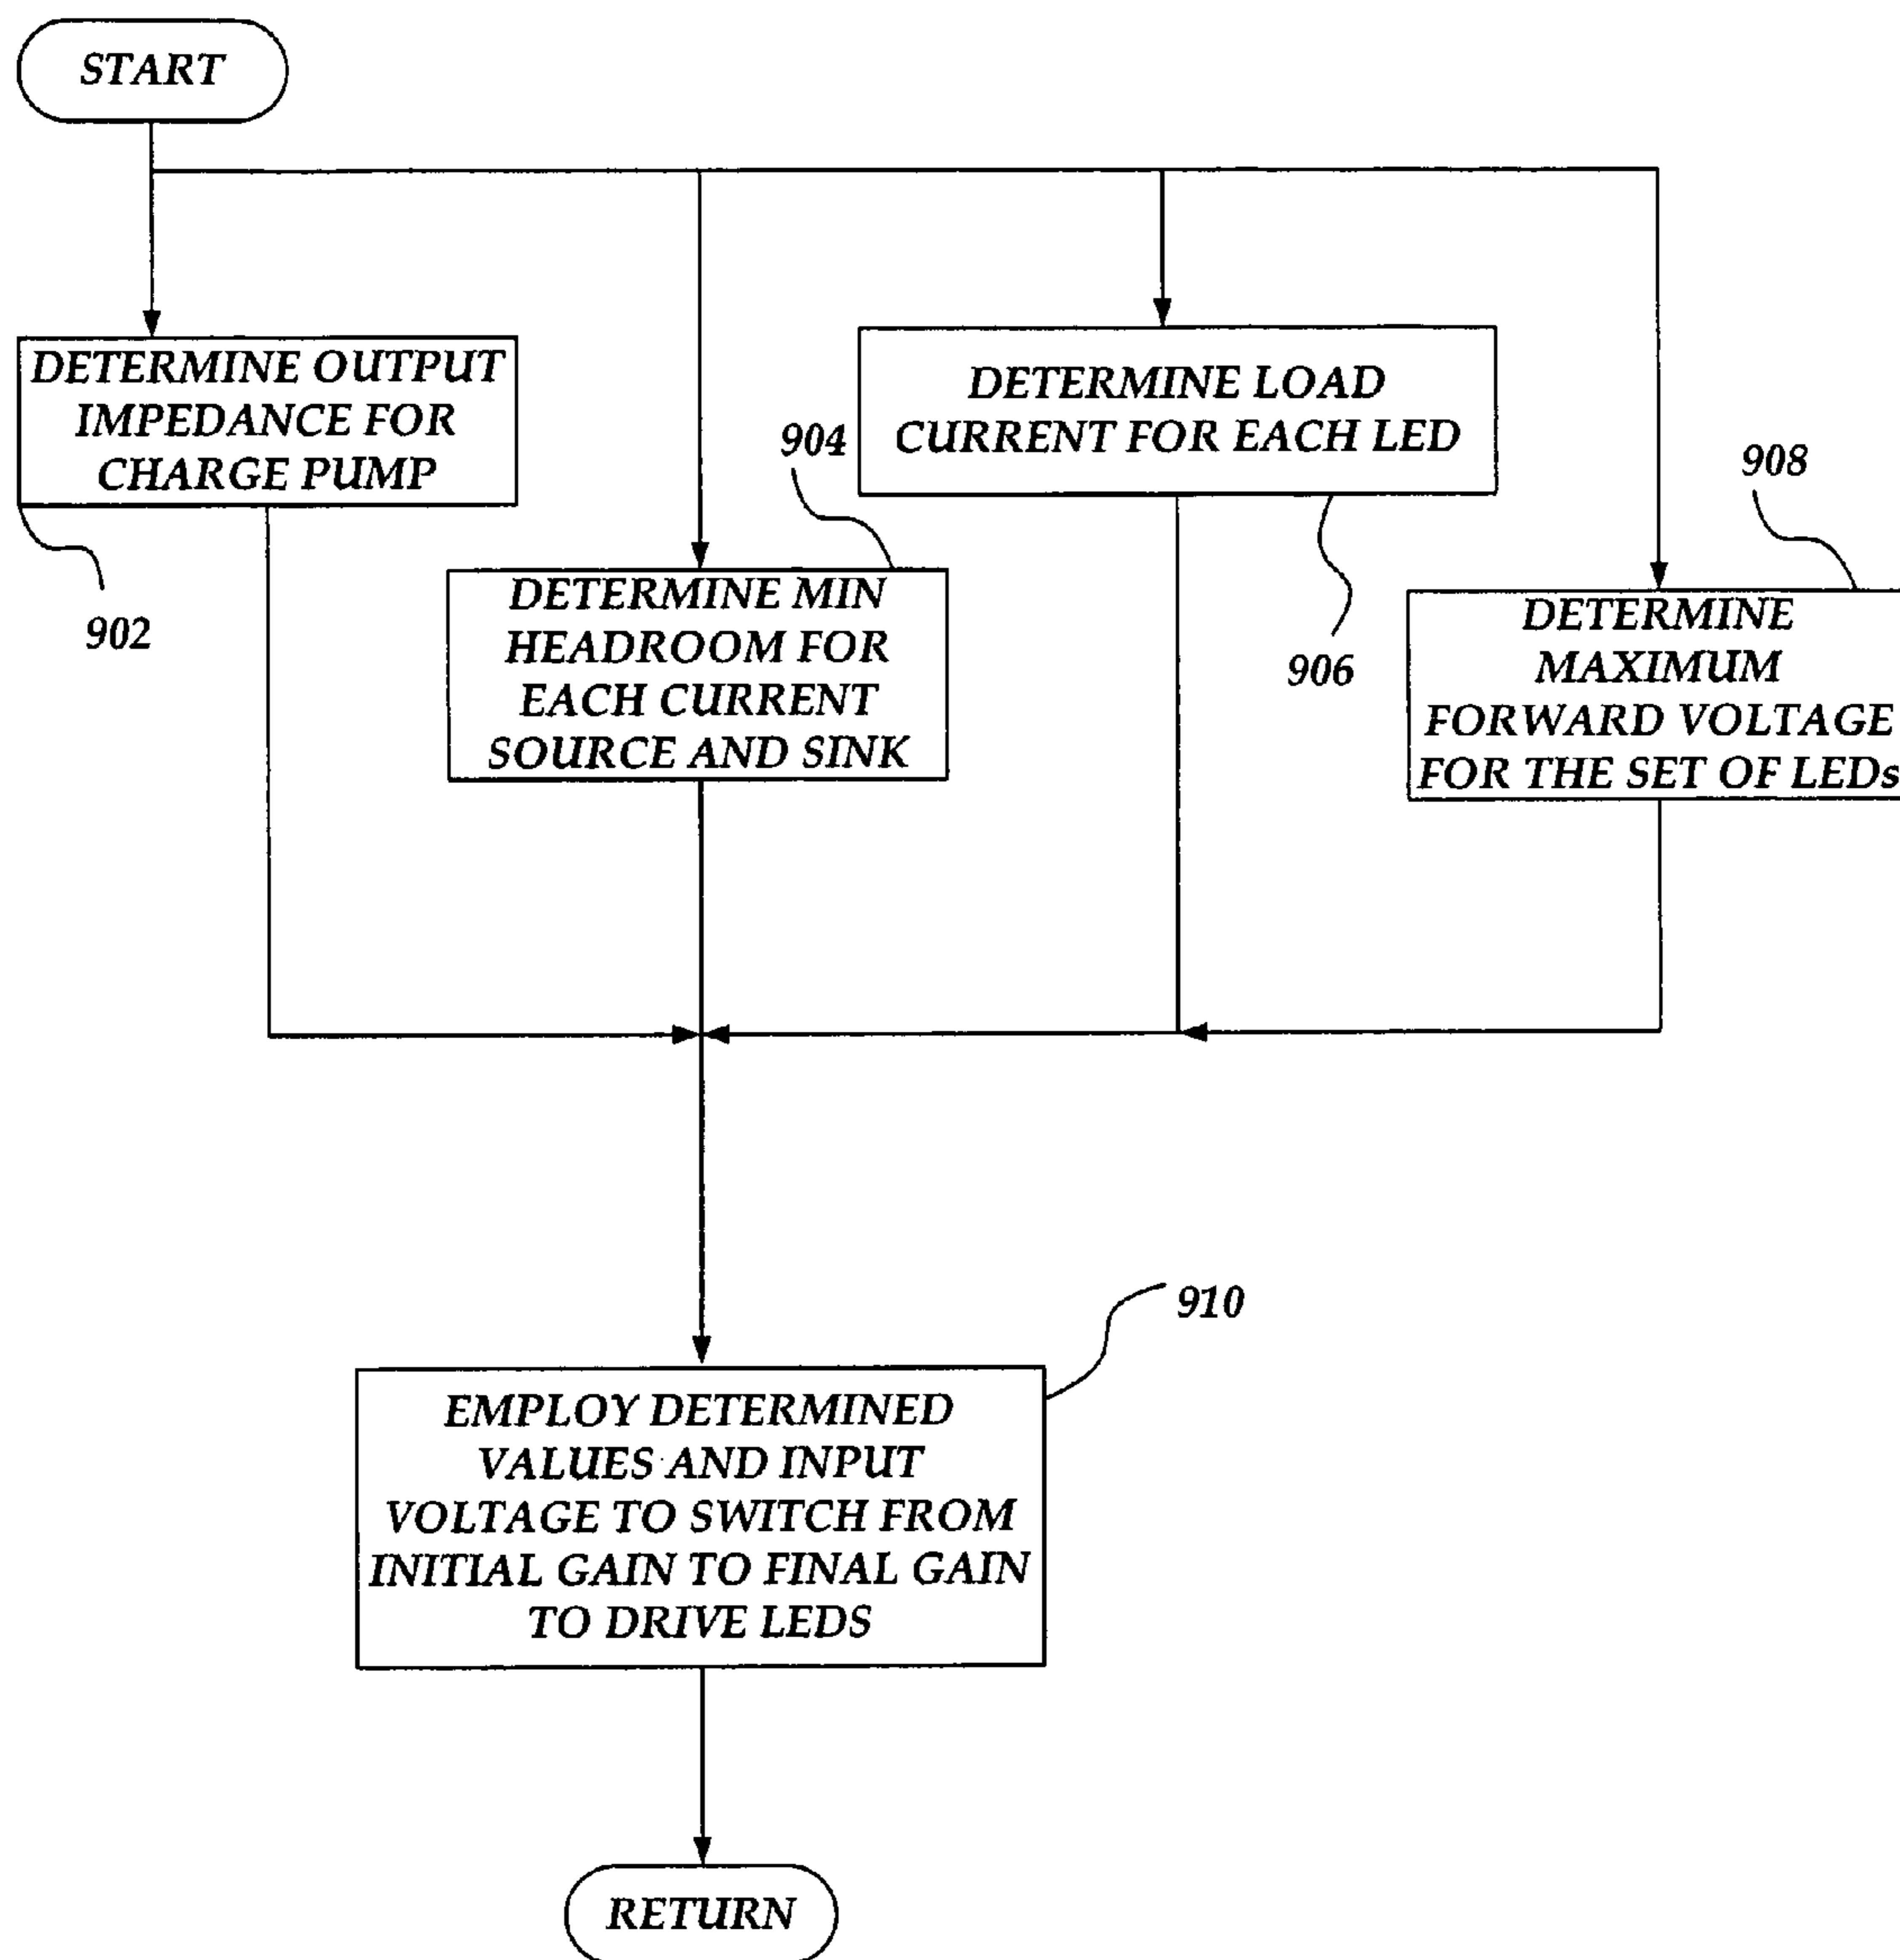 START
DETERMINE OUTPUT
IMPEDANCE FOR
CHARGE PUMP
902
904
DETERMINE MIN
HEADROOM FOR
EACH CURRENT
SOURCE AND SINK
DETERMINE LOAD
CURRENT FOR EACH LED
906
908
DETERMINE
MAXIMUM
FORWARD VOLTAGE
FOR THE SET OF LEDs
910
EMPLOY DETERMINED
VALUES AND INPUT
VOLTAGE TO SWITCH FROM
INITIAL GAIN TO FINAL GAIN
TO DRIVE LEDS
RETURN